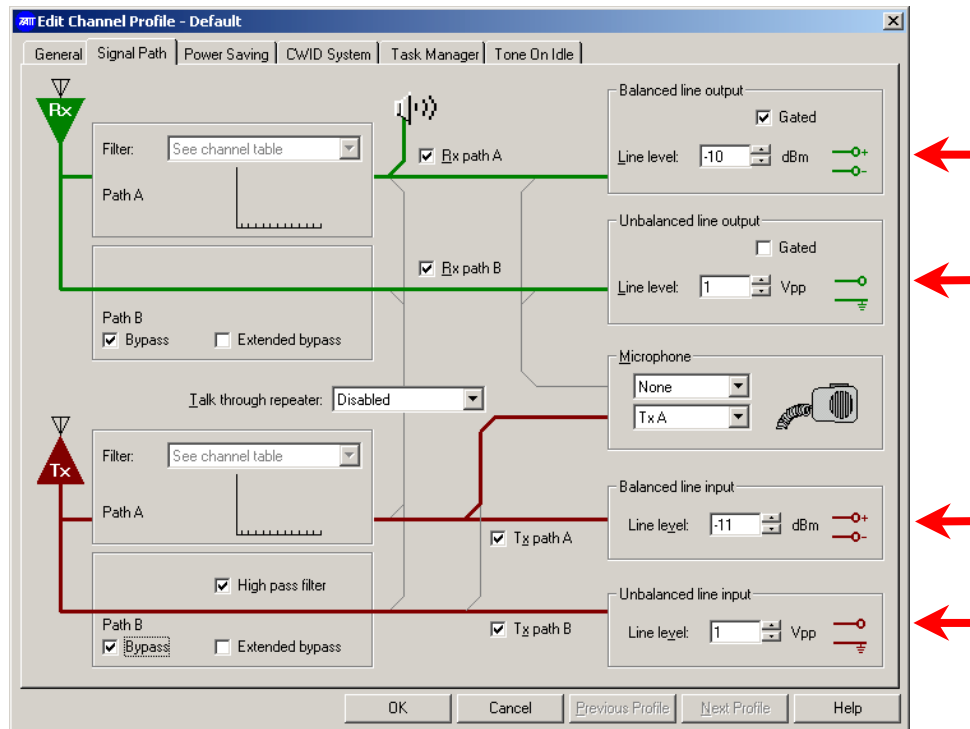 TAIT Edit Channel Profile - Default
General Signal Path Power Saving CWID System Task Manager Tone On Idle
Rx
Filter: See channel table
Path A
Rx path A
Balanced line output
Gated
Line level: -10 dBm
Path B
Bypass Extended bypass
Rx path B
Unbalanced line output
Gated
Line level: 1 Vpp
Talk through repeater: Disabled
Microphone
None
Tx A
Tx
Filter: See channel table
Path A
Tx path A
Balanced line input
Line level: -11 dBm
High pass filter
Path B
Bypass Extended bypass
Tx path B
Unbalanced line input
Line level: 1 Vpp
OK Cancel Previous Profile Next Profile Help